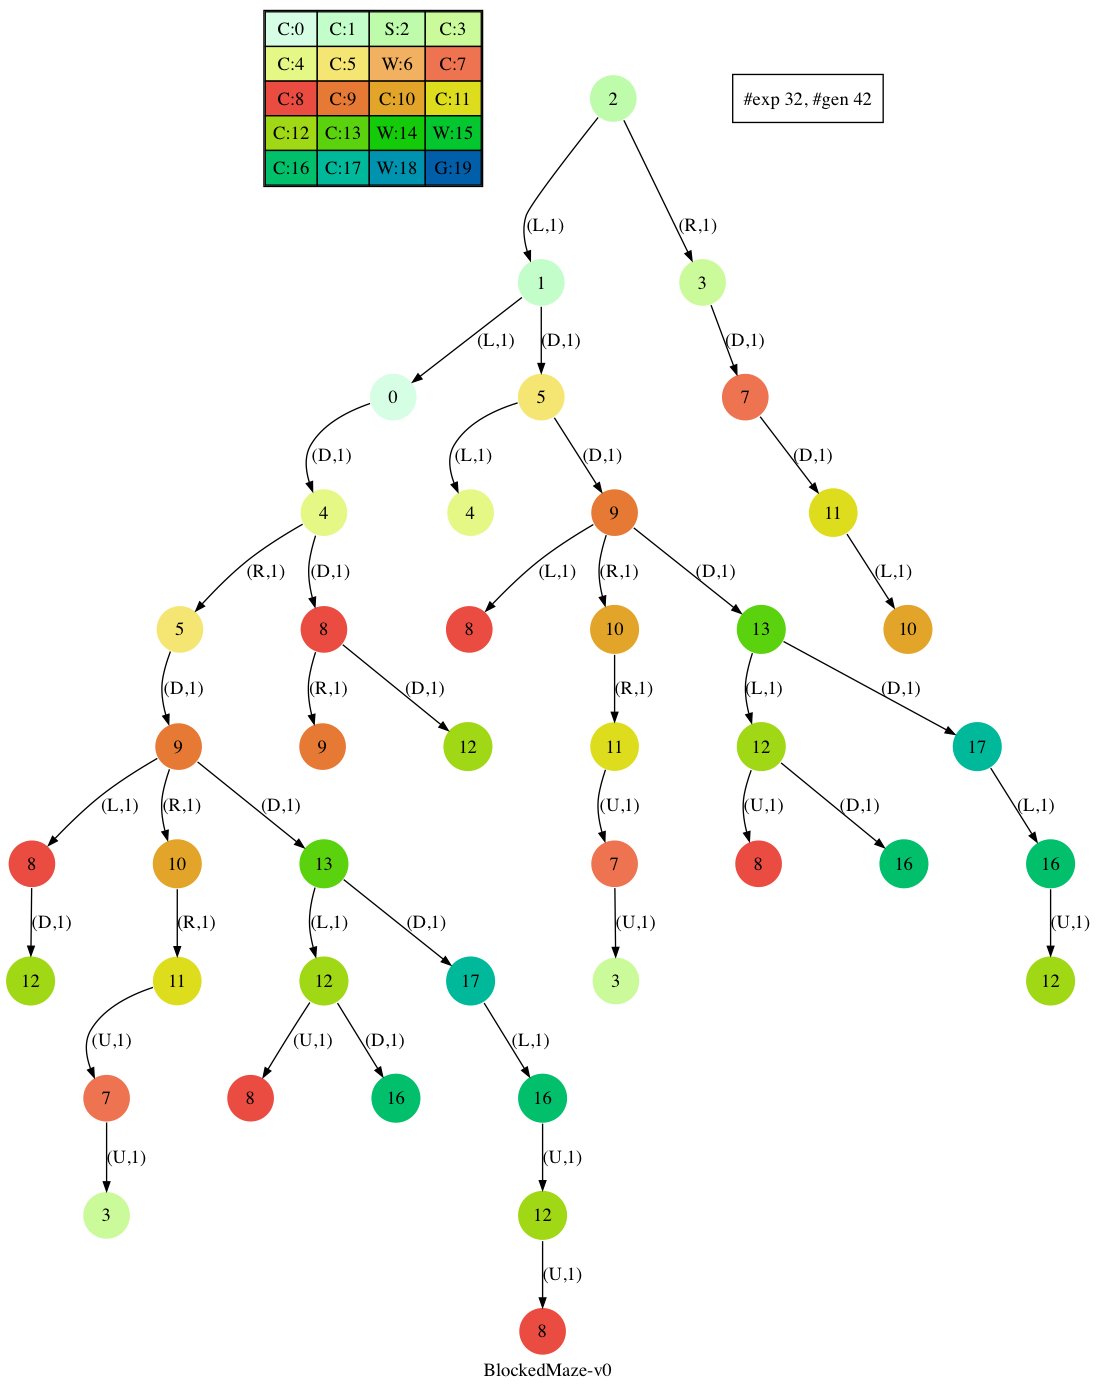 C:0 C:1 S:2 C:3
C:4 C:5 W:6 C:7
C:8 C:9 C:10 C:11
C:12 C:13 W:14 W:15
C:16 C:17 W:18 G:19
#exp 32, #gen 42
2
(L,1) (R,1)
1 3
(L,1) (D,1) (D,1)
0 5 7
(D,1) (L,1) (D,1) (D,1)
4 4 9 11
(R,1) (D,1) (L,1) (R,1) (D,1) (L,1)
5 8 8 10 13 10
(D,1) (R,1) (D,1) (R,1) (L,1) (D,1)
9 9 12 11 12 17
(L,1) (R,1) (D,1) (U,1) (U,1) (D,1) (L,1)
8 10 13 7 8 16 16
(D,1) (R,1) (L,1) (D,1) (U,1) (U,1)
12 11 12 17 3 12
(U,1) (U,1) (D,1) (L,1)
7 8 16 16
(U,1) (U,1)
3 12
(U,1)
8
BlockedMaze-v0